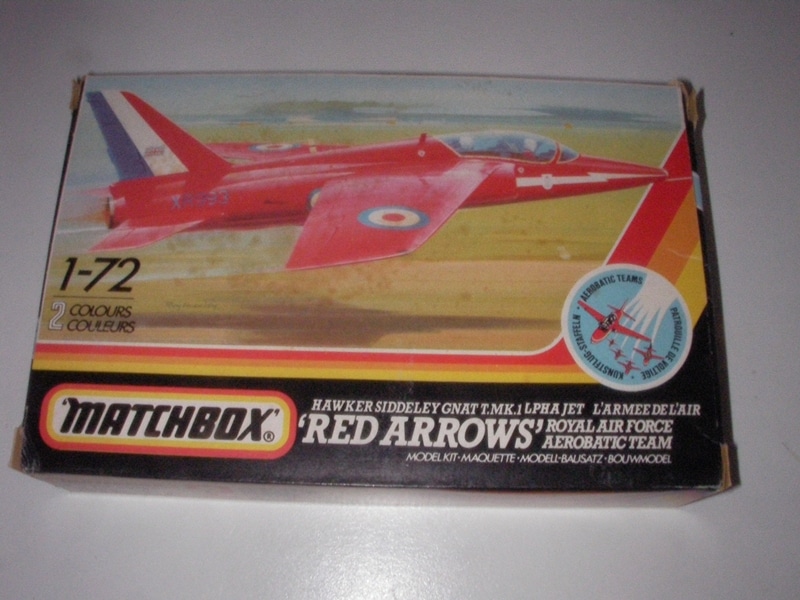 1-72
2 COLOURS
COULEURS
AEROBATIC TEAMS · PATROUILLE DE VOLTIGE · KUNSTFLUG-STAFFELN ·
'MATCHBOX'®
HAWKER SIDDELEY GNAT T.MK.1 LPHA JET L'ARMEE DE L'AIR
'RED ARROWS' ROYAL AIR FORCE
AEROBATIC TEAM
MODEL KIT·MAQUETTE·MODELL-BAUSATZ·BOUWMODEL